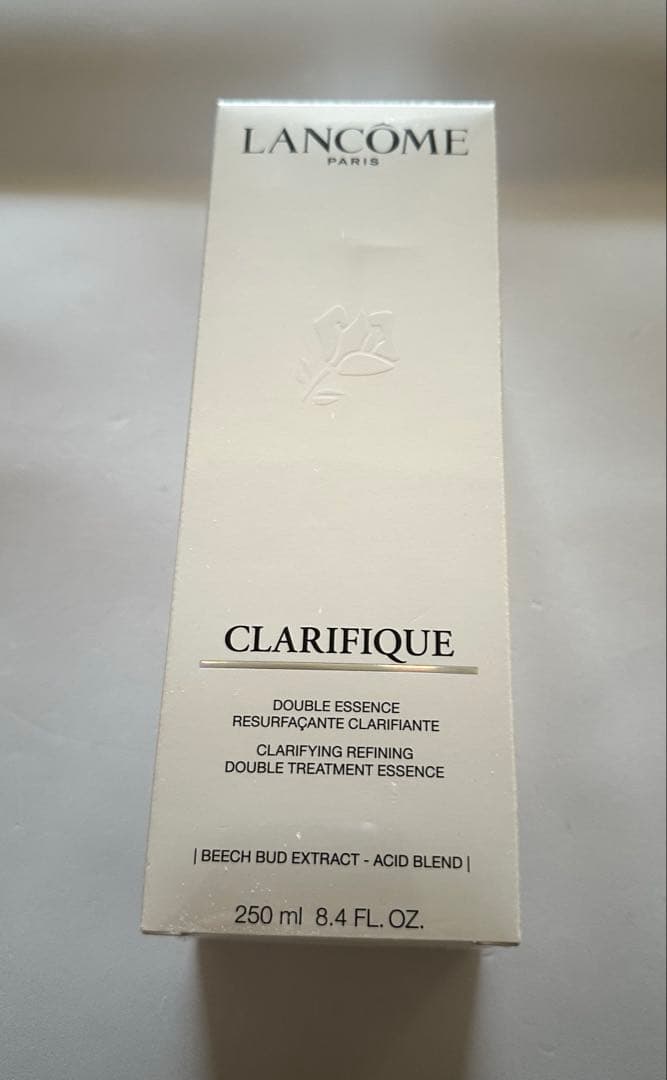 LANCÔME
PARIS
CLARIFIQUE
DOUBLE ESSENCE
RESURFAÇANTE CLARIFIANTE
CLARIFYING REFINING
DOUBLE TREATMENT ESSENCE
| BEECH BUD EXTRACT - ACID BLEND |
250 ml 8.4 FL. OZ.